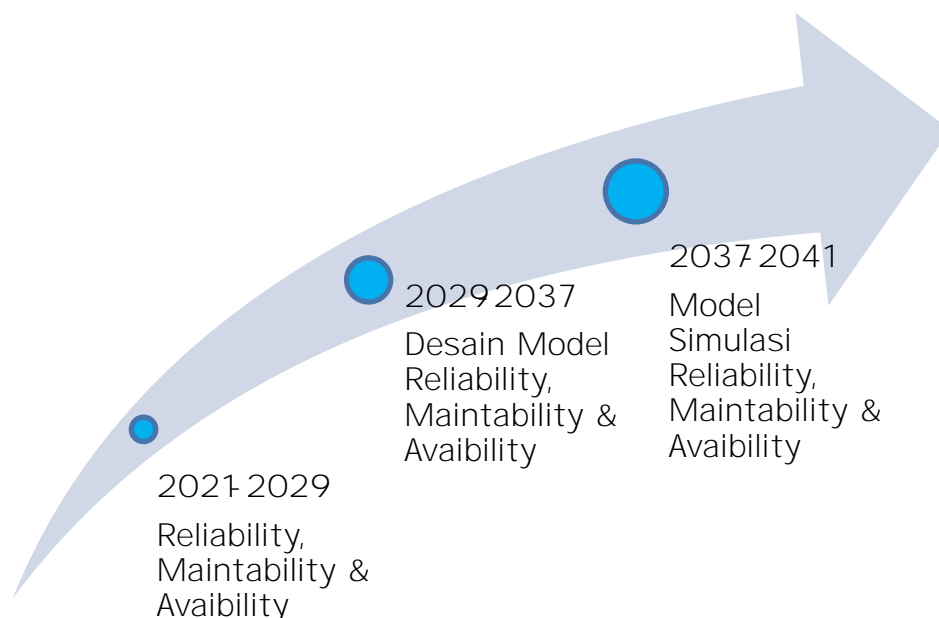 2021-2029
Reliability,
Maintability &
Avaibility
2029-2037
Desain Model
Reliability,
Maintability &
Avaibility
2037-2041
Model
Simulasi
Reliability,
Maintability &
Avaibility